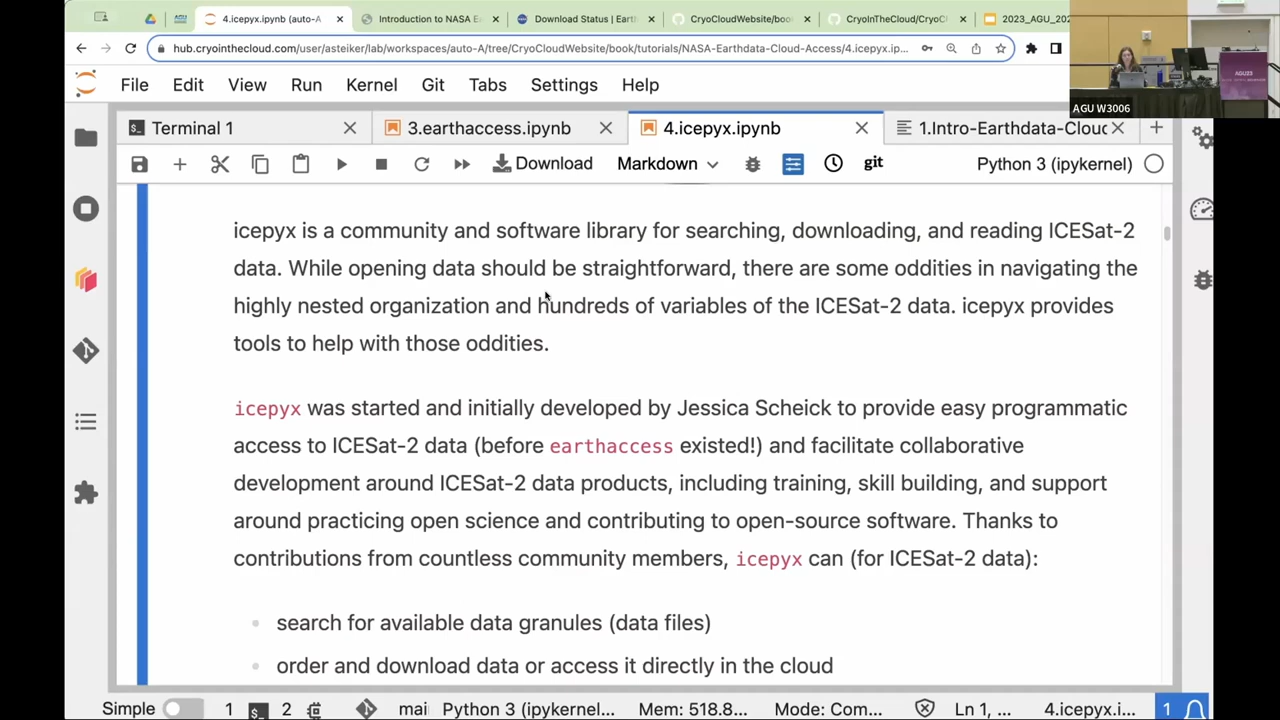 4.icepyx.ipynb (auto-A
Introduction to NASA E
Download Status | Eart
CryoCloudWebsite/boo
CryoInTheCloud/CryoC
2023_AGU_202
hub.cryointhecloud.com/user/asteiker/lab/workspaces/auto-A/tree/CryoCloudWebsite/book/tutorials/NASA-Earthdata-Cloud-Access/4.icepyx.ip...
AGU23
AGU W3006
File Edit View Run Kernel Git Tabs Settings Help
Terminal 1
3.earthaccess.ipynb
4.icepyx.ipynb
1.Intro-Earthdata-Clou
Download Markdown git Python 3 (ipykernel)
icepyx is a community and software library for searching, downloading, and reading ICESat-2
data. While opening data should be straightforward, there are some oddities in navigating the
highly nested organization and hundreds of variables of the ICESat-2 data. icepyx provides
tools to help with those oddities.
icepyx was started and initially developed by Jessica Scheick to provide easy programmatic
access to ICESat-2 data (before earthaccess existed!) and facilitate collaborative
development around ICESat-2 data products, including training, skill building, and support
around practicing open science and contributing to open-source software. Thanks to
contributions from countless community members, icepyx can (for ICESat-2 data):
search for available data granules (data files)
order and download data or access it directly in the cloud
Simple 1 2 mai Python 3 (ipykernel... Mem: 518.8... Mode: Com... Ln 1, ... 4.icepyx.i... 1